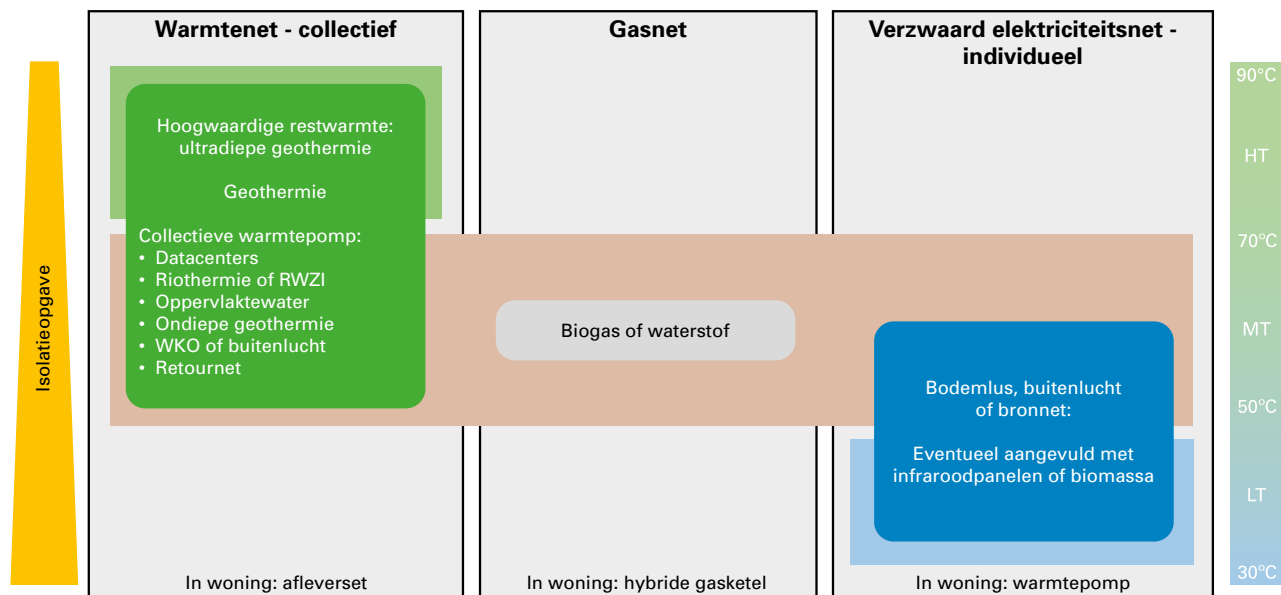 Warmtenet - collectief
Gasnet
Verzwaard elektriciteitsnet -
individueel
Isolatieopgave
Hoogwaardige restwarmte:
ultradiepe geothermie
Geothermie
Collectieve warmtepomp:
• Datacenters
• Riothermie of RWZI
• Oppervlaktewater
• Ondiepe geothermie
• WKO of buitenlucht
• Retournet
Biogas of waterstof
Bodemlus, buitenlucht
of bronnet:
Eventueel aangevuld met
infraroodpanelen of biomassa
In woning: afleverset
In woning: hybride gasketel
In woning: warmtepomp
90°C
HT
70°C
MT
50°C
LT
30°C